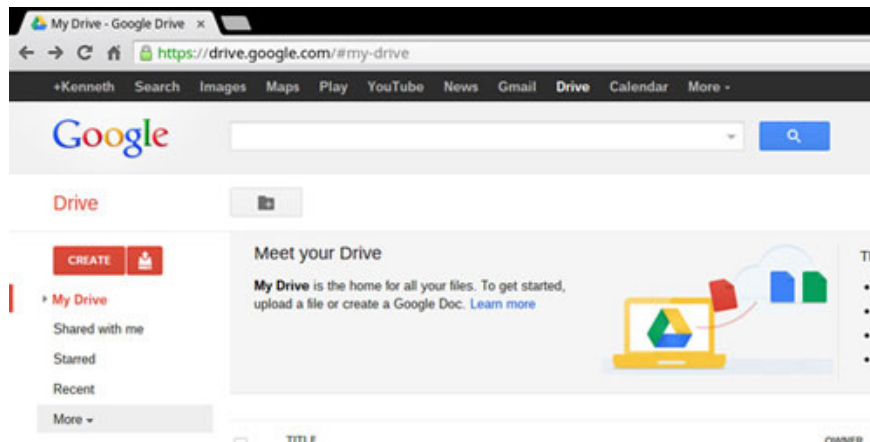 My Drive - Google Drive ×
https://drive.google.com/#my-drive
+Kenneth Search Images Maps Play YouTube News Gmail Drive Calendar More
Google
Drive
CREATE
Meet your Drive
My Drive is the home for all your files. To get started,
upload a file or create a Google Doc. Learn more
My Drive
Shared with me
Starred
Recent
More
TITLE
OWNER